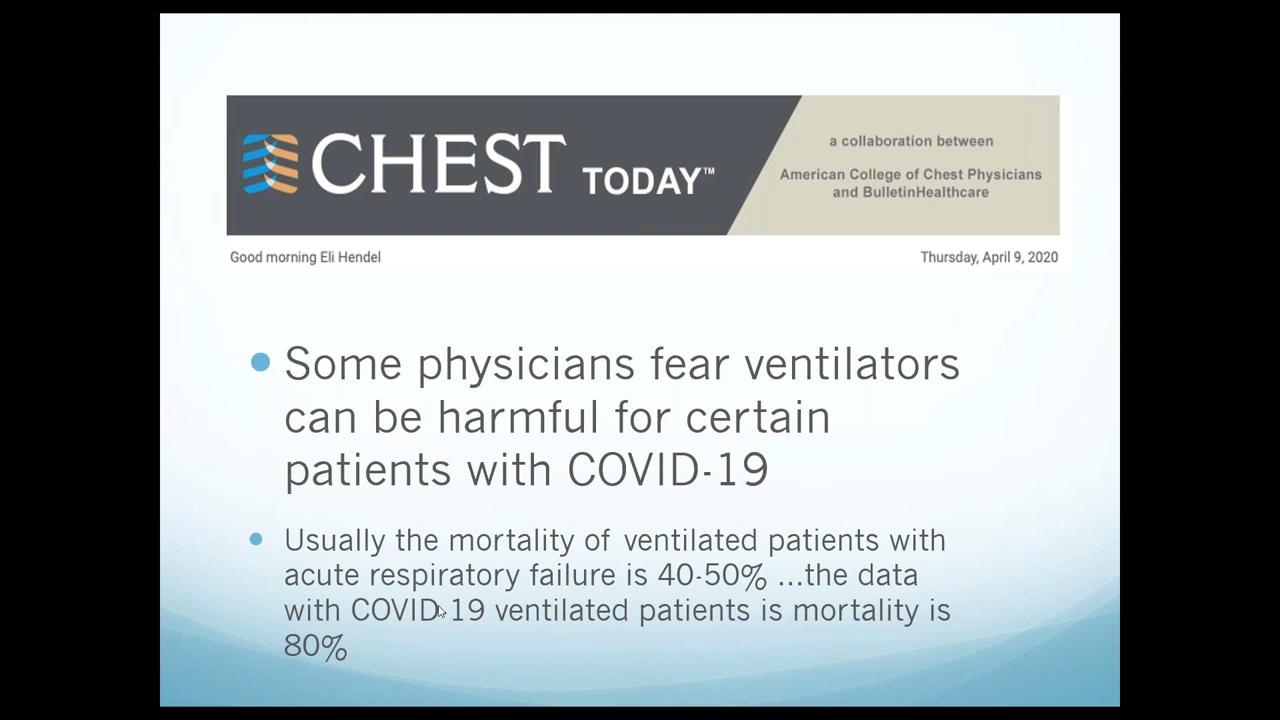 CHEST TODAY™
a collaboration between
American College of Chest Physicians
and BulletinHealthcare
Good morning Eli Hendel
Thursday, April 9, 2020
• Some physicians fear ventilators
can be harmful for certain
patients with COVID-19
• Usually the mortality of ventilated patients with
acute respiratory failure is 40-50% ...the data
with COVID-19 ventilated patients is mortality is
80%